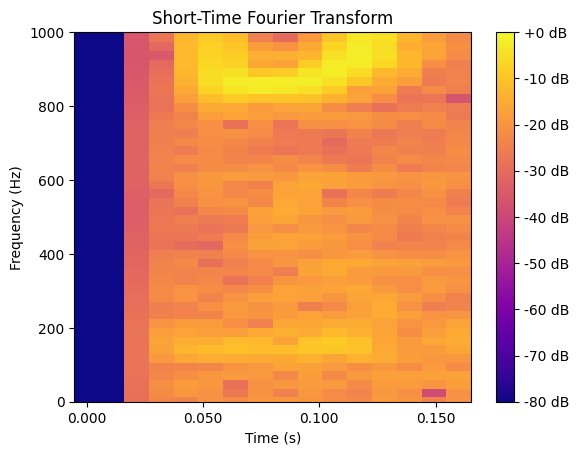 Short-Time Fourier Transform
1000
800
600
400
200
0
Frequency (Hz)
0.000
0.050
0.100
0.150
Time (s)
+0 dB
-10 dB
-20 dB
-30 dB
-40 dB
-50 dB
-60 dB
-70 dB
-80 dB